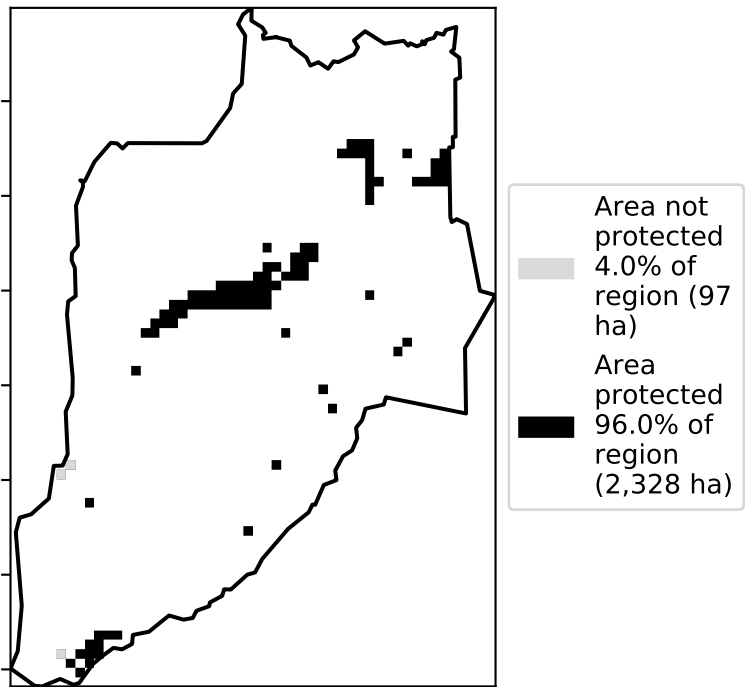 Area not
protected
4.0% of
region (97
ha)
Area
protected
96.0% of
region
(2,328 ha)